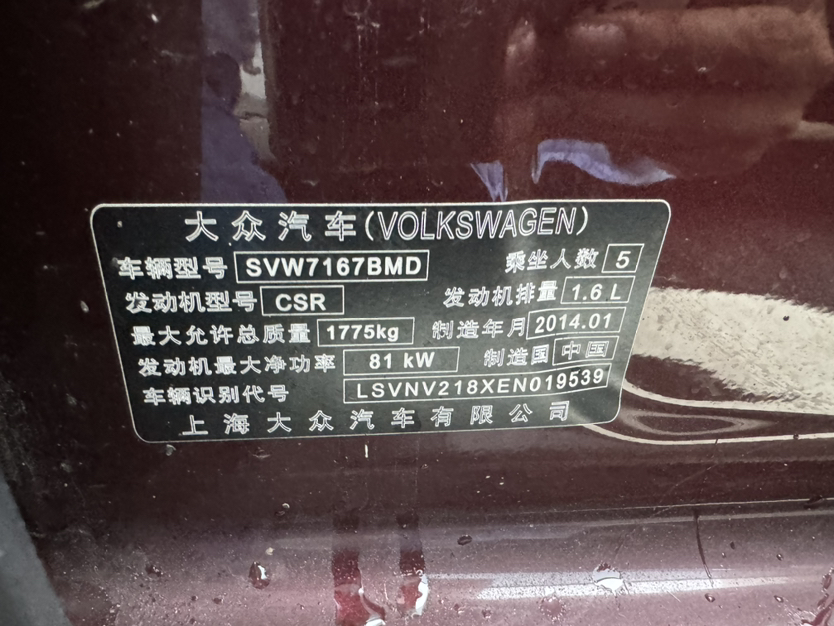 大众汽车(VOLKSWAGEN)
车辆型号 SVW7167BMD 乘坐人数 5
发动机型号 CSR 发动机排量 1.6 L
最大允许总质量 1775kg 制造年月 2014.01
发动机最大净功率 81 kW 制造国 中国
车辆识别代号 LSVNV218XEN019539
上海大众汽车有限公司